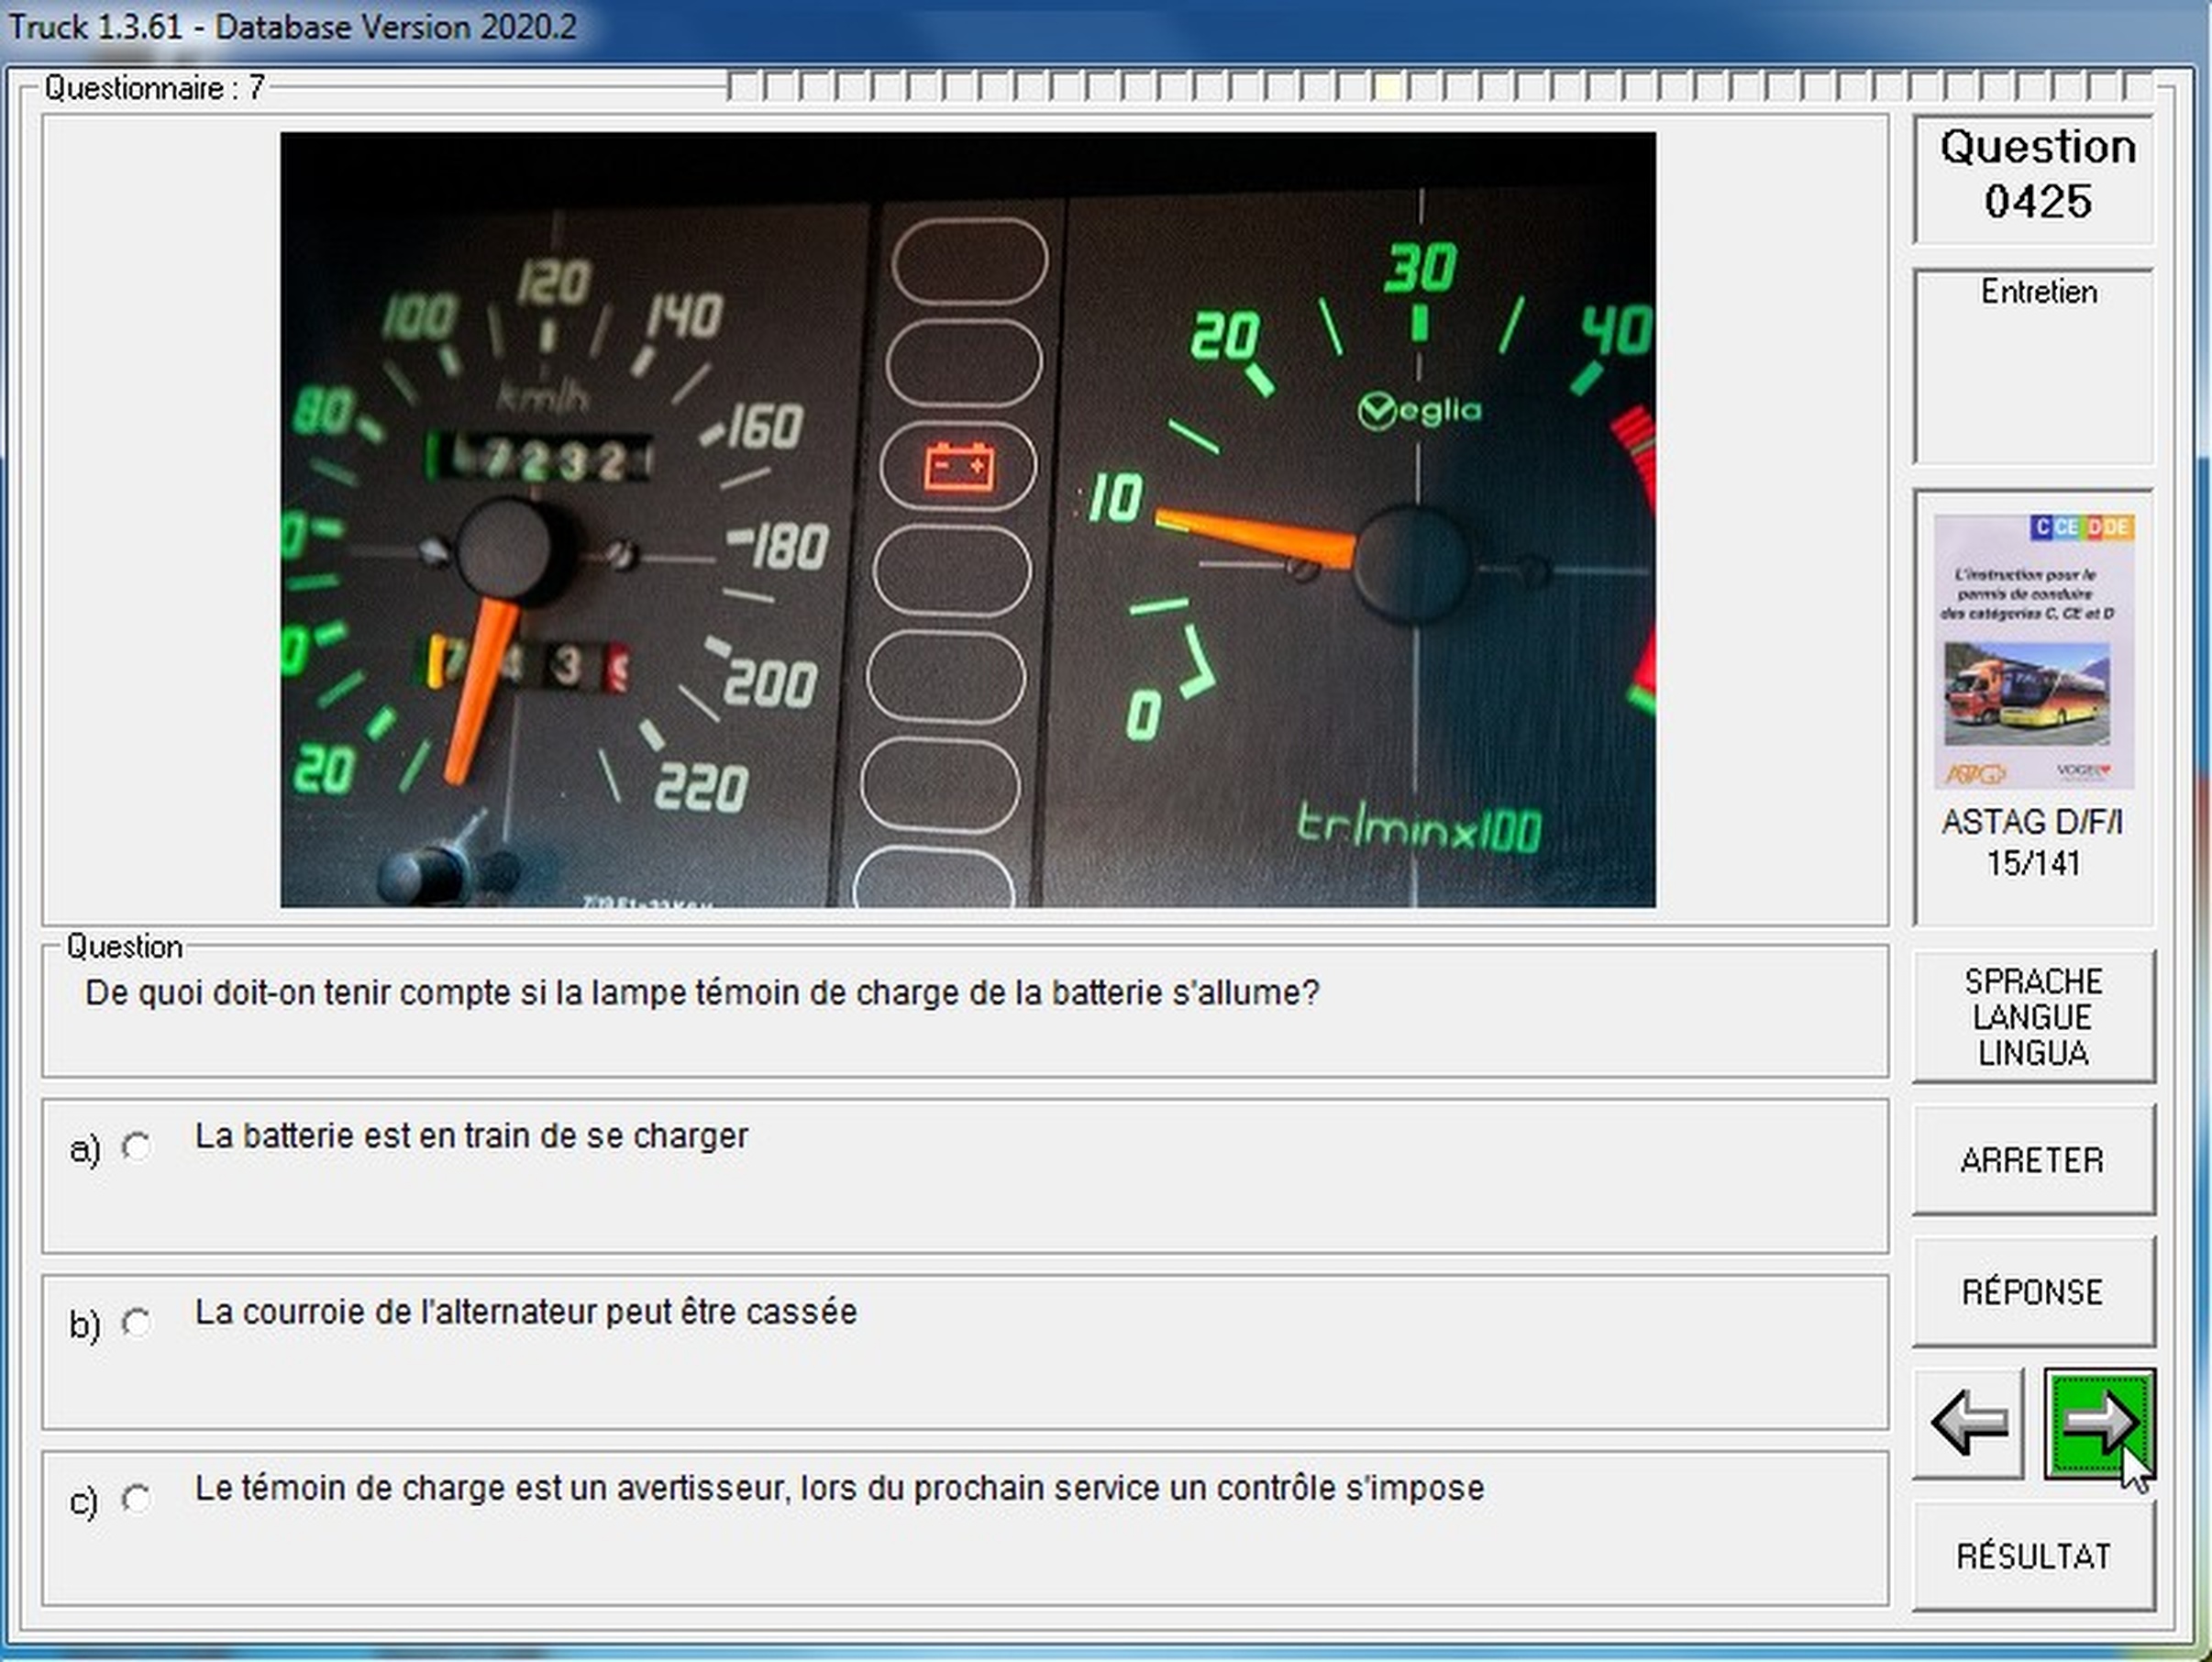 Truck 1.3.61 - Database Version 2020.2
Questionnaire : 7
Question
0425
Entretien
120
100
140
km/h
80
160
7232
180
200
20
220
30
20
40
veglia
10
0
tr/minx100
C CE D DE
L'instruction pour le
permis de conduire
des catégories C, CE et D
ASTAG
VOGEL
ASTAG D/F/I
15/141
Question
De quoi doit-on tenir compte si la lampe témoin de charge de la batterie s'allume?
SPRACHE
LANGUE
LINGUA
a) La batterie est en train de se charger
ARRETER
b) La courroie de l'alternateur peut être cassée
RÉPONSE
c) Le témoin de charge est un avertisseur, lors du prochain service un contrôle s'impose
RÉSULTAT